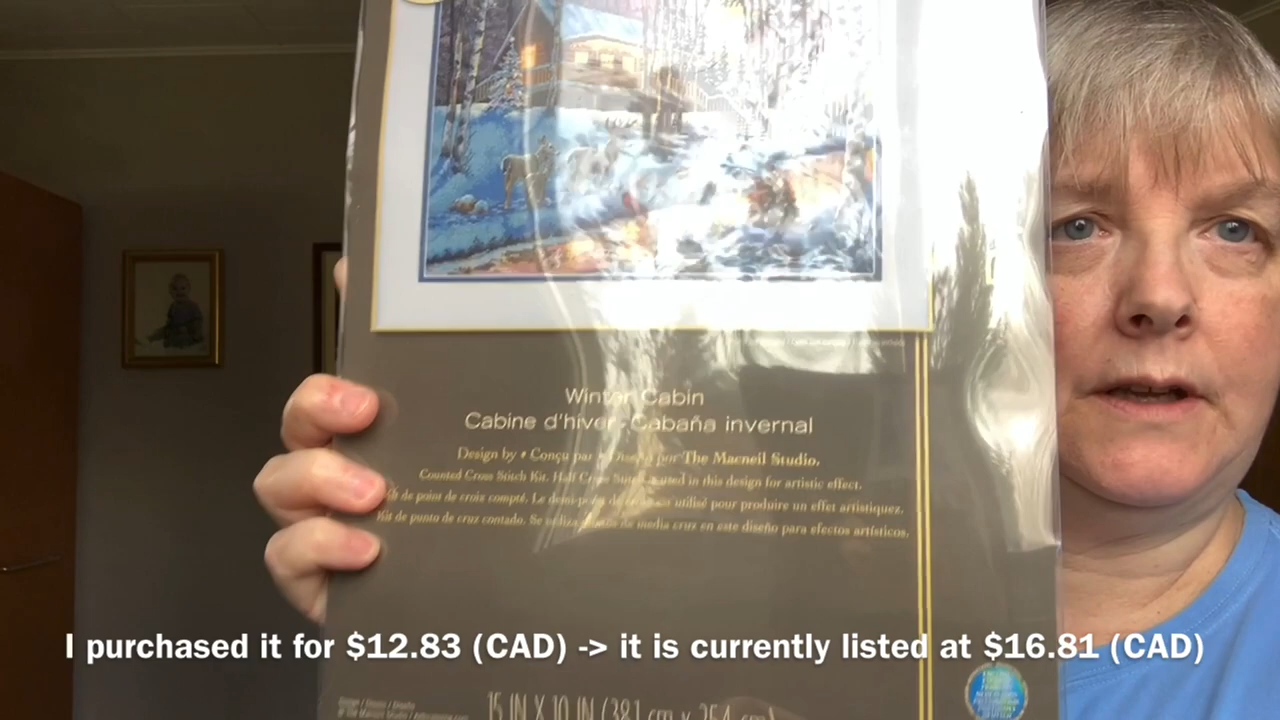 Winter Cabin
Cabine d'hiver · Cabaña invernal
Design by • Conçu par • Diseño por The Macneil Studio.
Counted Cross Stitch Kit. Half Cross Stitch is used in this design for artistic effect.
Kit de point de croix compté. Le demi-point de croix est utilisé pour produire un effet artistiquez.
Kit de punto de cruz contado. Se utiliza de media cruz en este diseño para efectos artísticos.
I purchased it for $12.83 (CAD) -> it is currently listed at $16.81 (CAD)
15 IN X 10 IN (38.1 cm x 25.4 cm)